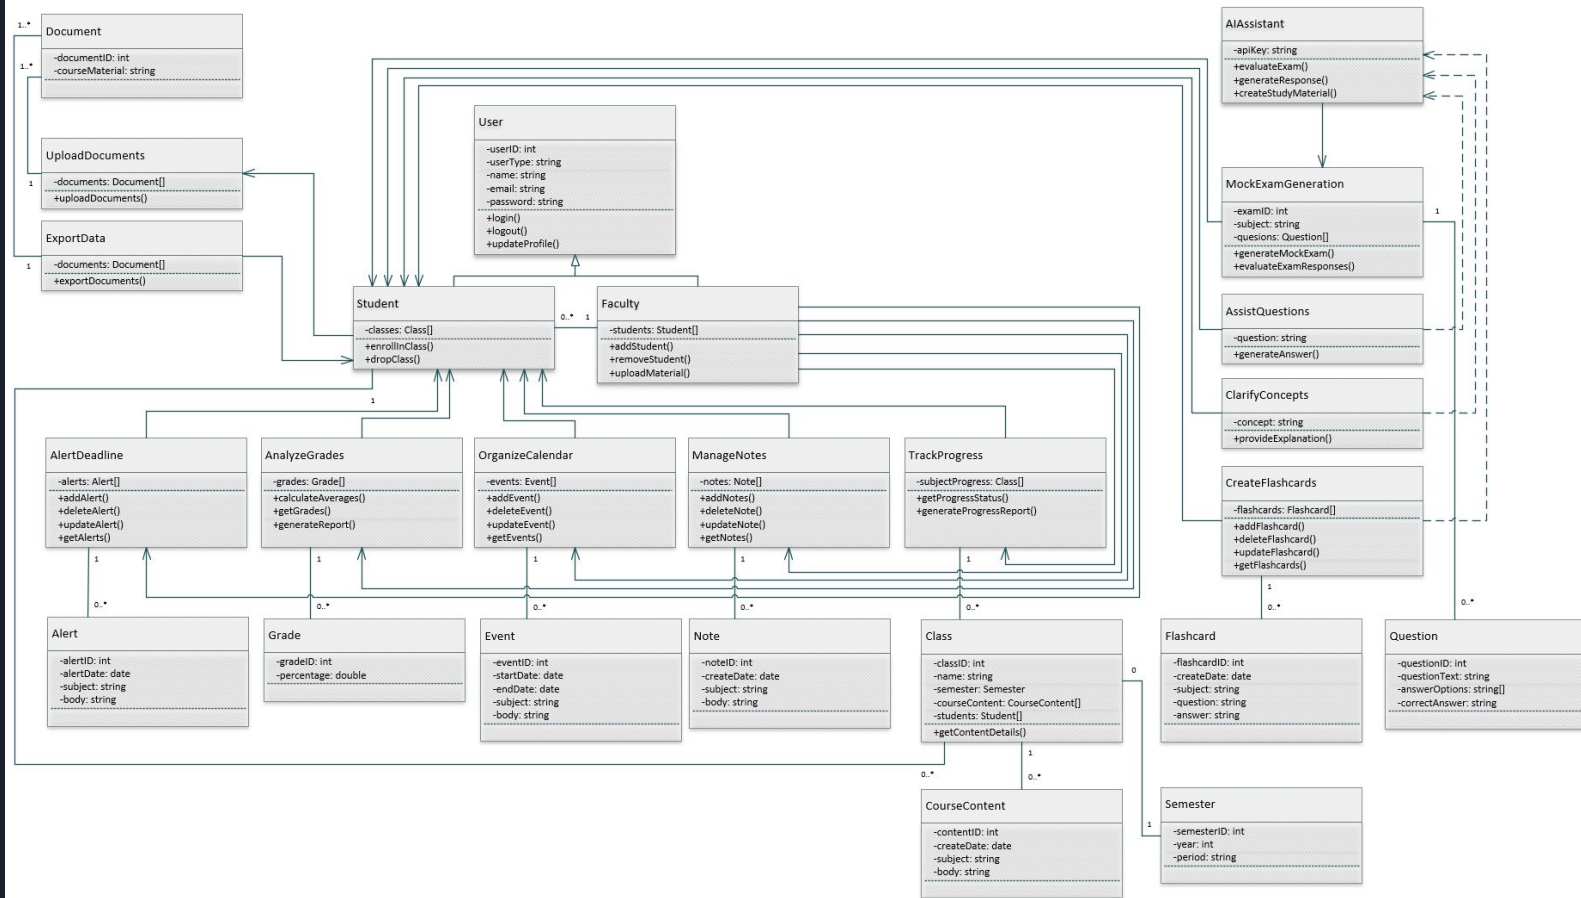 1..*
Document
-documentID: int
-courseMaterial: string
1..*
UploadDocuments
-documents: Document[]
+uploadDocuments()
1
ExportData
-documents: Document[]
+exportDocuments()
1
User
-userID: int
-userType: string
-name: string
-email: string
-password: string
+login()
+logout()
+updateProfile()
Student
-classes: Class[]
+enrollInClass()
+dropClass()
0..*
1
1
Faculty
-students: Student[]
+addStudent()
+removeStudent()
+uploadMaterial()
AIAssistant
-apiKey: string
+evaluateExam()
+generateResponse()
+createStudyMaterial()
MockExamGeneration
-examID: int
-subject: string
-quesions: Question[]
+generateMockExam()
+evaluateExamResponses()
1
AssistQuestions
-question: string
+generateAnswer()
ClarifyConcepts
-concept: string
+provideExplanation()
CreateFlashcards
-flashcards: Flashcard[]
+addFlashcard()
+deleteFlashcard()
+updateFlashcard()
+getFlashcards()
1
0..*
0..*
AlertDeadline
-alerts: Alert[]
+addAlert()
+deleteAlert()
+updateAlert()
+getAlerts()
1
0..*
AnalyzeGrades
-grades: Grade[]
+calculateAverages()
+getGrades()
+generateReport()
1
0..*
OrganizeCalendar
-events: Event[]
+addEvent()
+deleteEvent()
+updateEvent()
+getEvents()
1
0..*
ManageNotes
-notes: Note[]
+addNotes()
+deleteNote()
+updateNote()
+getNotes()
1
0..*
TrackProgress
-subjectProgress: Class[]
+getProgressStatus()
+generateProgressReport()
1
0..*
Alert
-alertID: int
-alertDate: date
-subject: string
-body: string
Grade
-gradeID: int
-percentage: double
Event
-eventID: int
-startDate: date
-endDate: date
-subject: string
-body: string
Note
-noteID: int
-createDate: date
-subject: string
-body: string
Class
-classID: int
-name: string
-semester: Semester
-courseContent: CourseContent[]
-students: Student[]
+getContentDetails()
0
1
0..*
0..*
Flashcard
-flashcardID: int
-createDate: date
-subject: string
-question: string
-answer: string
Question
-questionID: int
-questionText: string
-answerOptions: string[]
-correctAnswer: string
CourseContent
-contentID: int
-createDate: date
-subject: string
-body: string
1
Semester
-semesterID: int
-year: int
-period: string